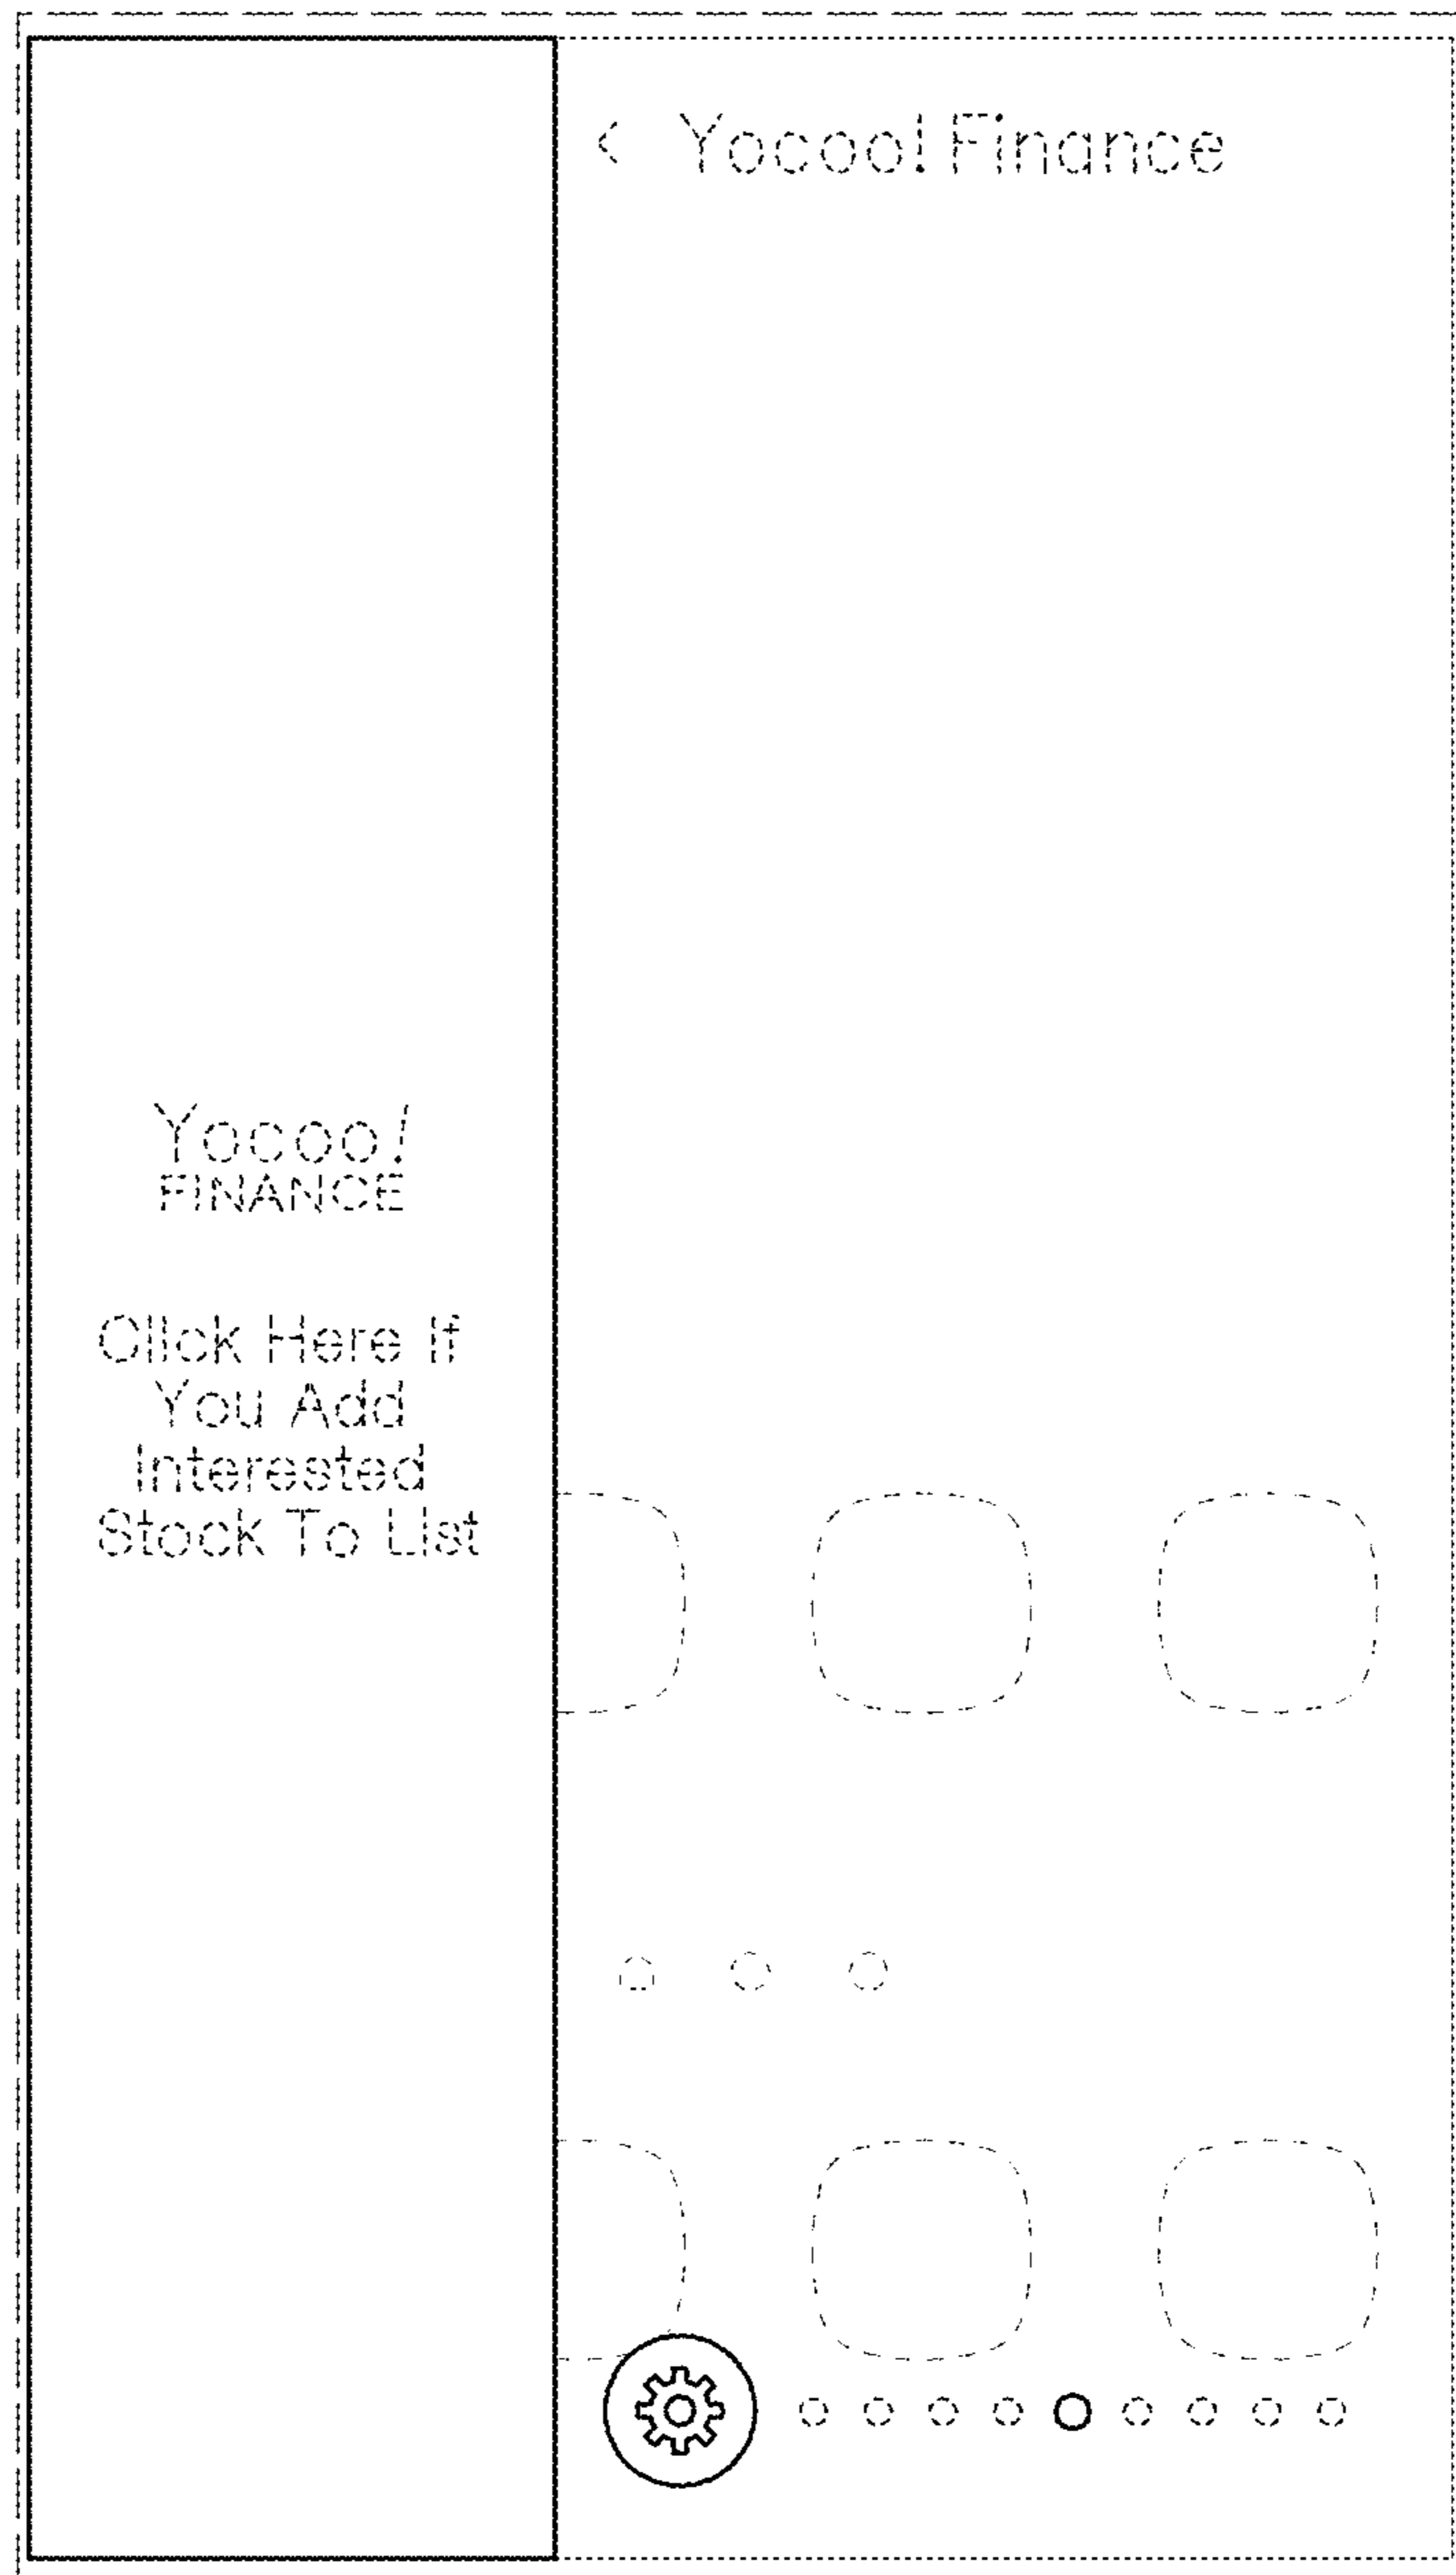 < Yocoo! Finance
Yocoo!
FINANCE
Click Here If
You Add
Interested
Stock To List